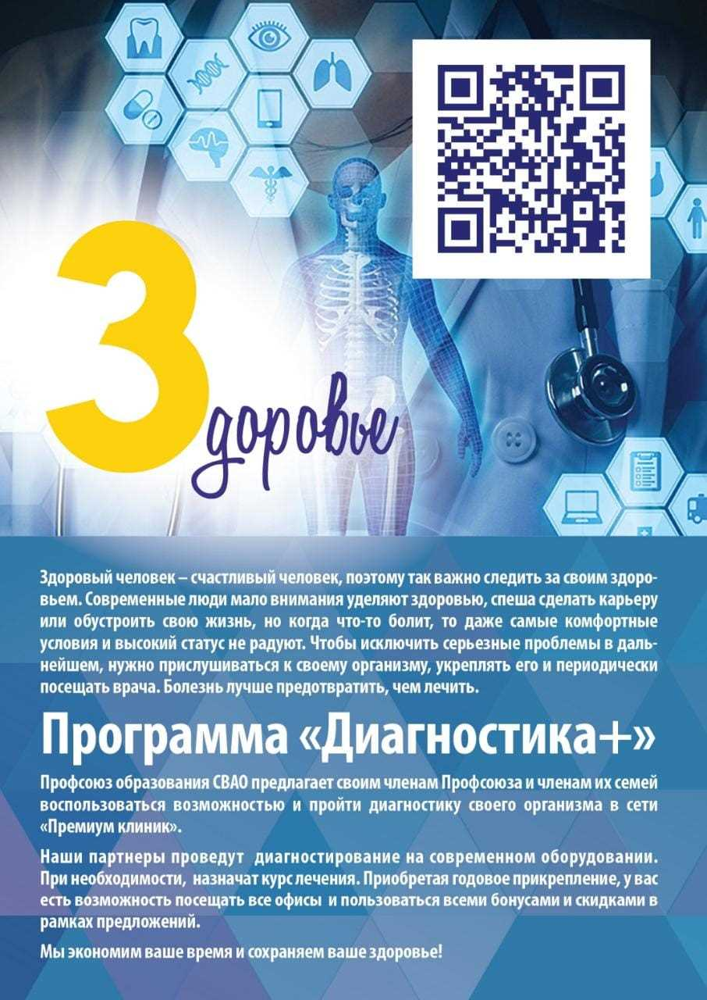 Здоровье
Здоровый человек – счастливый человек, поэтому так важно следить за своим здоро-
вьем. Современные люди мало внимания уделяют здоровью, спеша сделать карьеру
или обустроить свою жизнь, но когда что-то болит, то даже самые комфортные
условия и высокий статус не радуют. Чтобы исключить серьезные проблемы в даль-
нейшем, нужно прислушиваться к своему организму, укреплять его и периодически
посещать врача. Болезнь лучше предотвратить, чем лечить.
Программа «Диагностика+»
Профсоюз образования СВАО предлагает своим членам Профсоюза и членам их семей
воспользоваться возможностью и пройти диагностику своего организма в сети
«Премиум клиник».
Наши партнеры проведут диагностирование на современном оборудовании.
При необходимости, назначат курс лечения. Приобретая годовое прикрепление, у вас
есть возможность посещать все офисы и пользоваться всеми бонусами и скидками в
рамках предложений.
Мы экономим ваше время и сохраняем ваше здоровье!